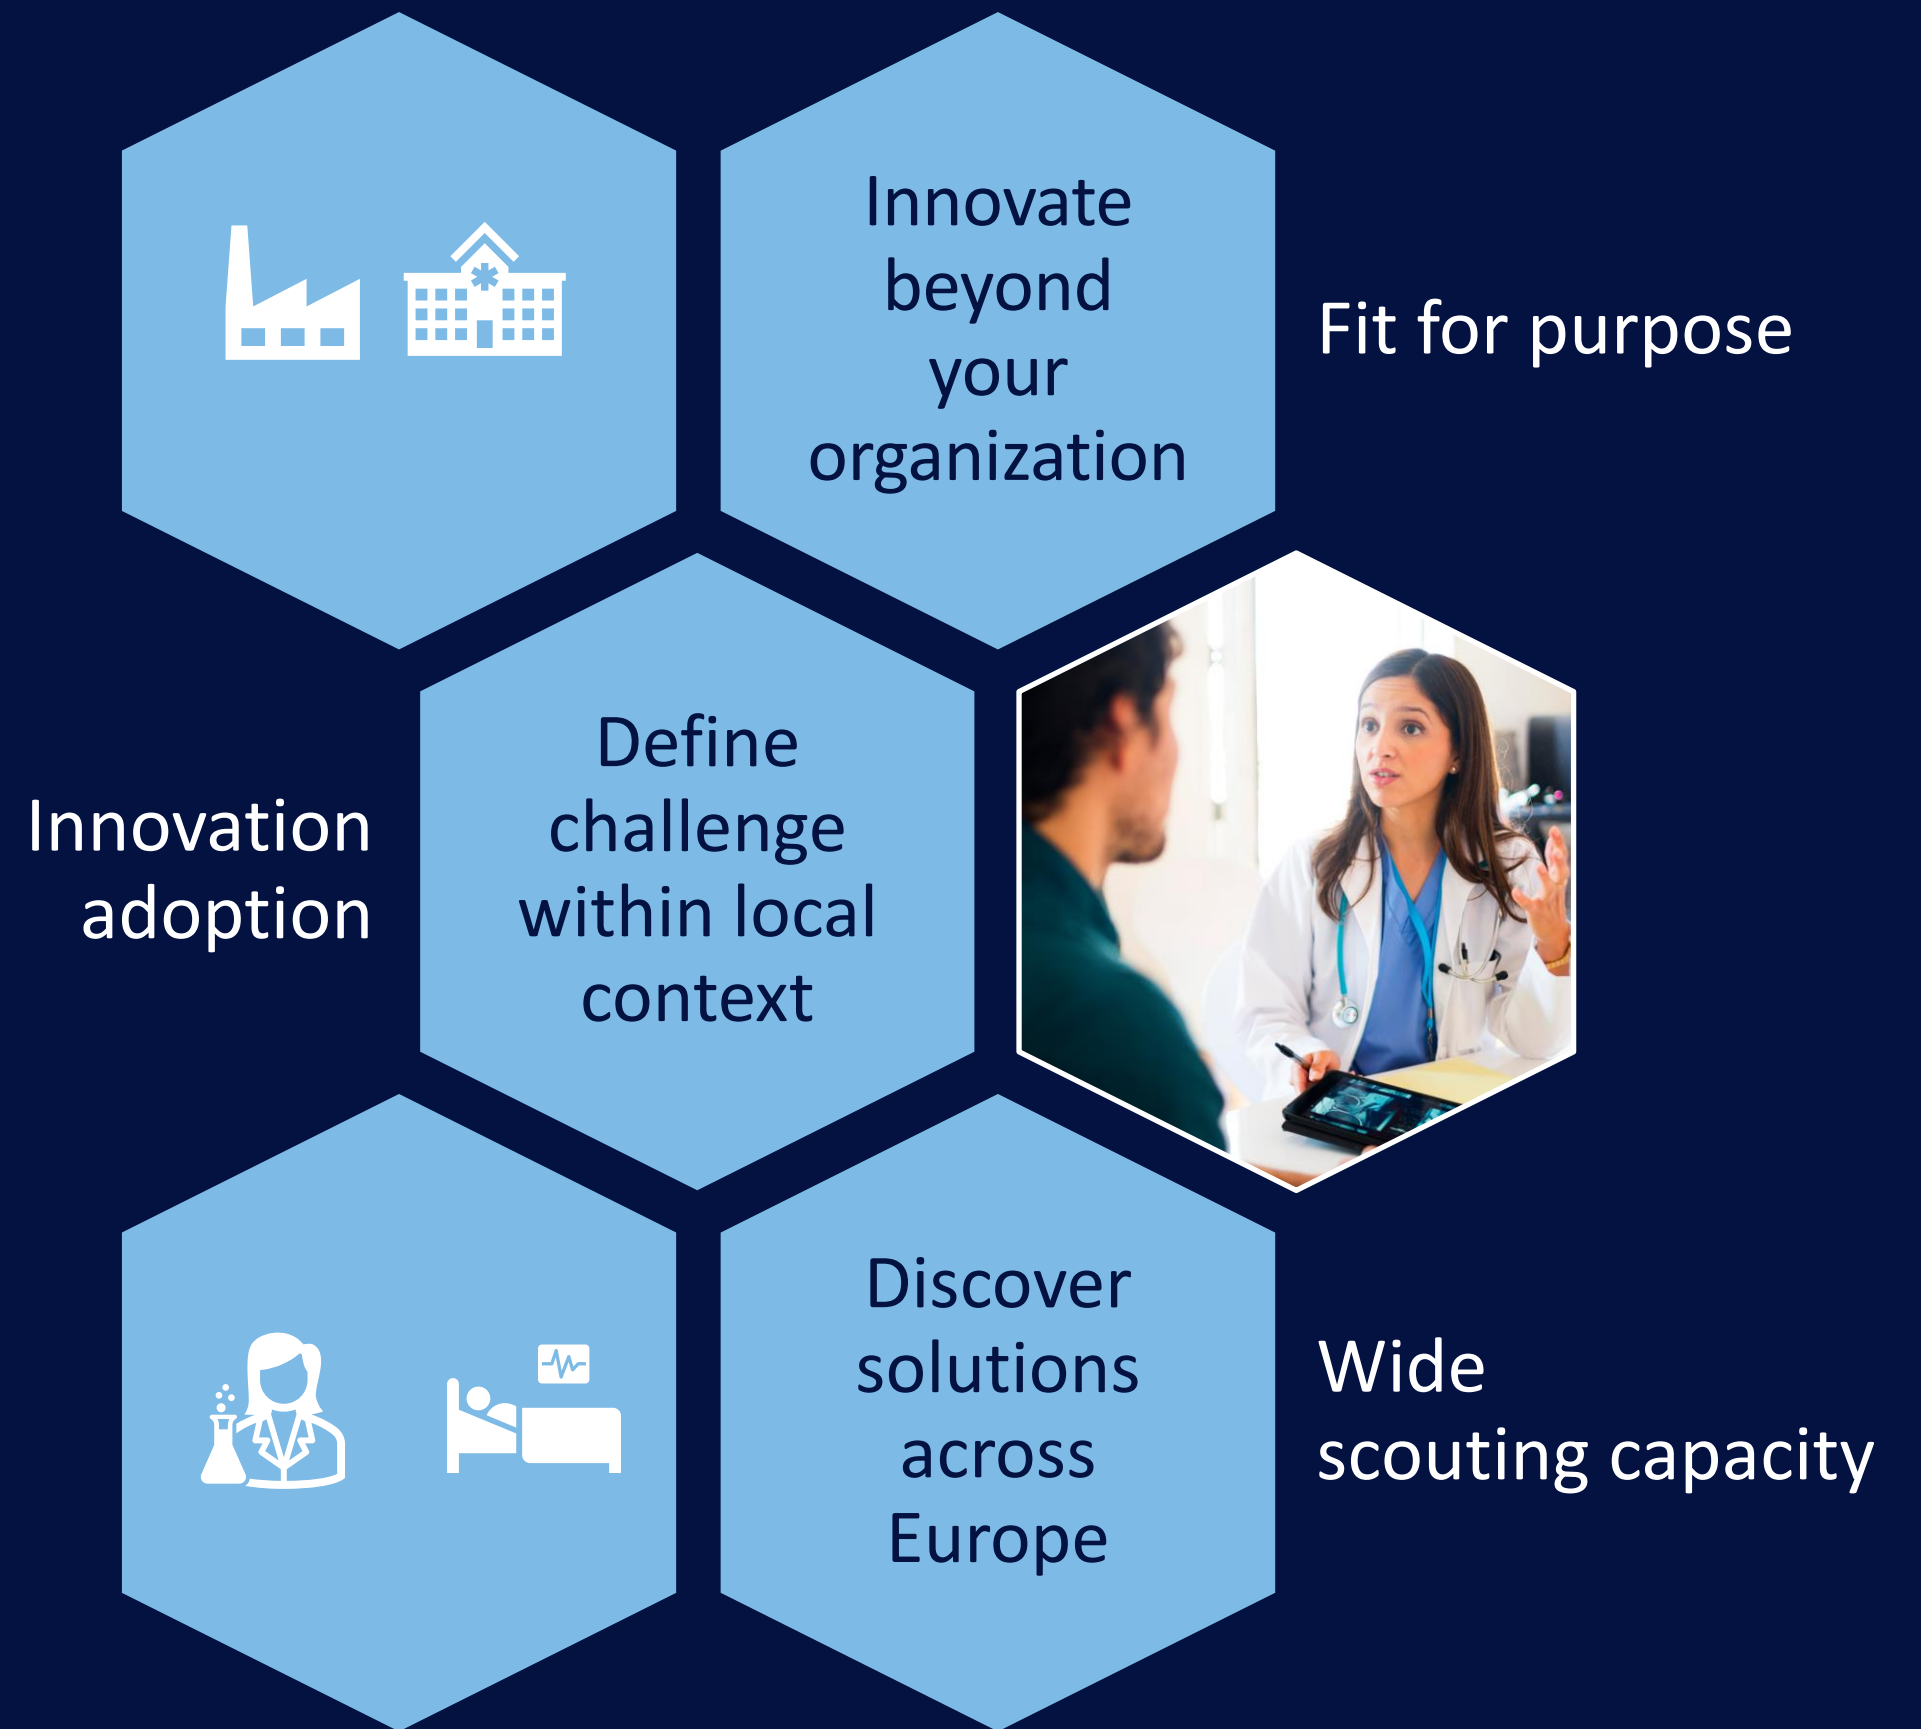 Innovate
beyond
your
organization
Fit for purpose
Innovation
adoption
Define
challenge
within local
context
Discover
solutions
across
Europe
Wide
scouting capacity